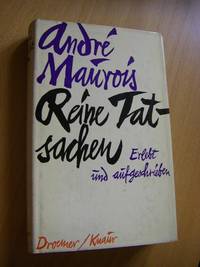 André
Maurois
Reine Tat-
sachen
Erlebt
und aufgeschrieben
Droemer/Knaur